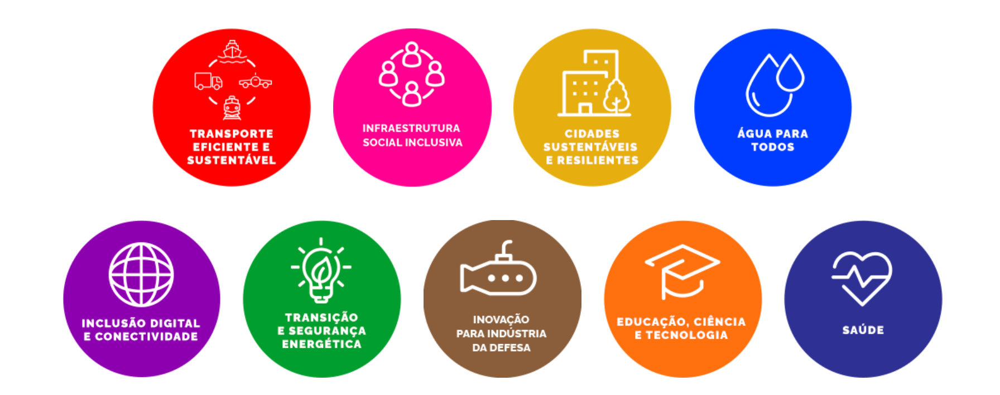 TRANSPORTE
EFICIENTE E
SUSTENTÁVEL
INFRAESTRUTURA
SOCIAL INCLUSIVA
CIDADES
SUSTENTÁVEIS
E RESILIENTES
ÁGUA PARA
TODOS
INCLUSÃO DIGITAL
E CONECTIVIDADE
TRANSIÇÃO
E SEGURANÇA
ENERGÉTICA
INOVAÇÃO
PARA INDÚSTRIA
DA DEFESA
EDUCAÇÃO, CIÊNCIA
E TECNOLOGIA
SAÚDE